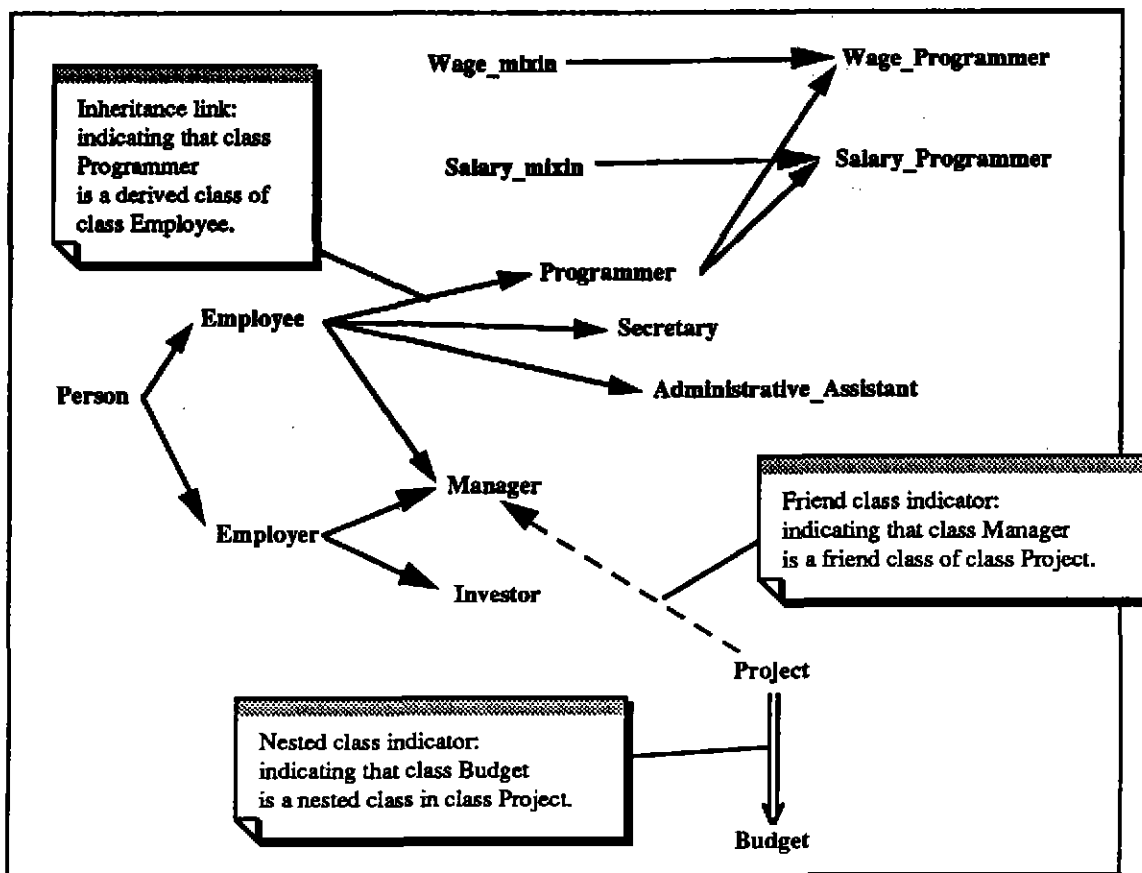 Wage_mixin
Wage_Programmer
Inheritance link:
indicating that class
Programmer
is a derived class of
class Employee.
Salary_mixin
Salary_Programmer
Programmer
Employee
Secretary
Person
Administrative_Assistant
Manager
Employer
Investor
Friend class indicator:
indicating that class Manager
is a friend class of class Project.
Project
Nested class indicator:
indicating that class Budget
is a nested class in class Project.
Budget